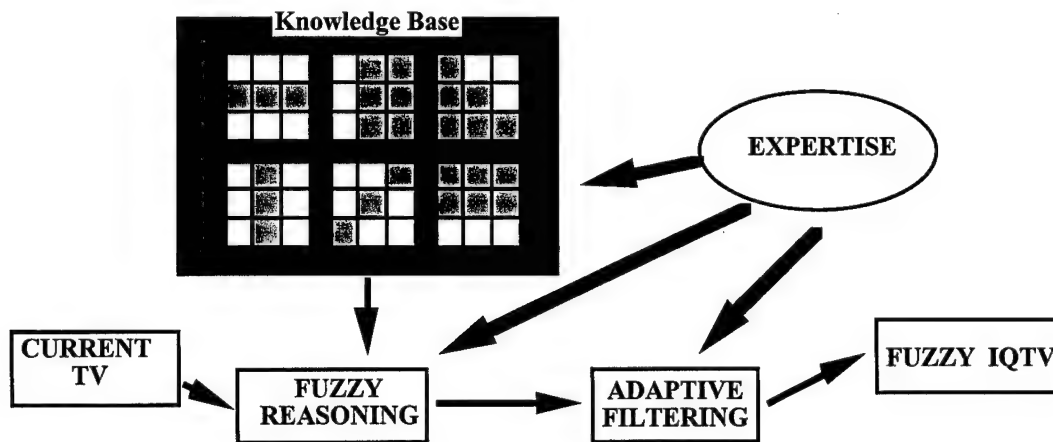 Knowledge Base
EXPERTISE
CURRENT
TV
FUZZY
REASONING
ADAPTIVE
FILTERING
FUZZY IQTV